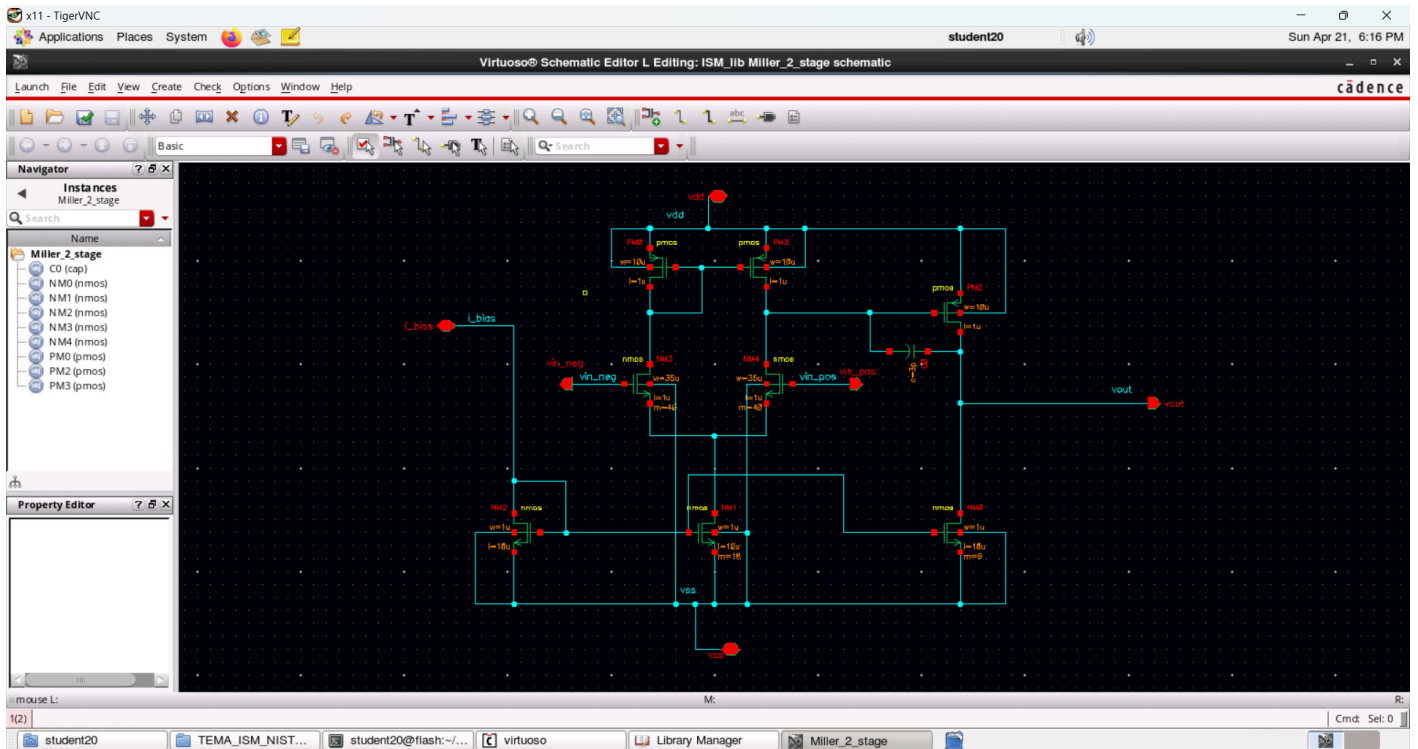 x11 - TigerVNC
Applications Places System student20 Sun Apr 21, 6:16 PM
Virtuoso® Schematic Editor L Editing: ISM_lib Miller_2_stage schematic
Launch File Edit View Create Check Options Window Help cādence
abc
Basic Search
Navigator
Instances
Miller_2_stage
Search
Name
Miller_2_stage
C0 (cap)
NM0 (nmos)
NM1 (nmos)
NM2 (nmos)
NM3 (nmos)
NM4 (nmos)
PM0 (pmos)
PM2 (pmos)
PM3 (pmos)
Property Editor
vdd
vdd
PM0 pmos pmos PM3
w=10u w=10u
l=1u l=1u
pmos PM2
w=10u
l=1u
i_bias i_bias
c=3p
nmos NM3 NM4 nmos
vin_neg vin_neg w=35u w=35u vin_pos vin_pos
l=1u l=1u
m=40 m=40
vout vout
NM2 nmos nmos NM1 nmos NM0
w=1u w=1u w=1u
l=10u l=10u l=10u
m=18 m=9
vss
vss
mouse L: M: R:
1(2) Cmd: Sel: 0
student20 TEMA_ISM_NIST... student20@flash:~/... virtuoso Library Manager Miller_2_stage